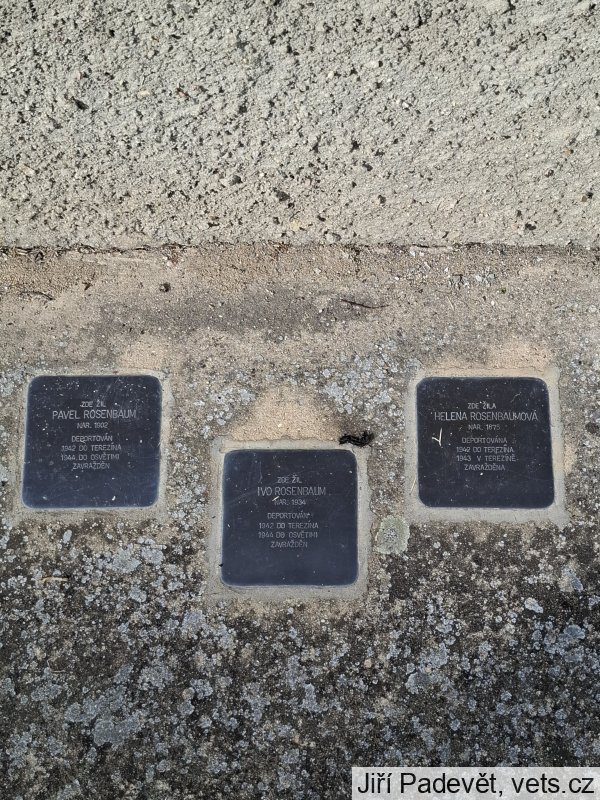 ZDE ŽIL
PAVEL ROSENBAUM
NAR. 1902
DEPORTOVÁN
1942 DO TEREZÍNA
1944 DO OSVĚTIMI
ZAVRAŽDĚN
ZDE ŽIL
IVO ROSENBAUM
NAR. 1934
DEPORTOVÁN
1942 DO TEREZÍNA
1944 DO OSVĚTIMI
ZAVRAŽDĚN
ZDE ŽILA
HELENA ROSENBAUMOVÁ
NAR. 1875
DEPORTOVÁNA
1942 DO TEREZÍNA
1943 V TEREZÍNĚ
ZAVRAŽDĚNA
Jiří Padevět, vets.cz